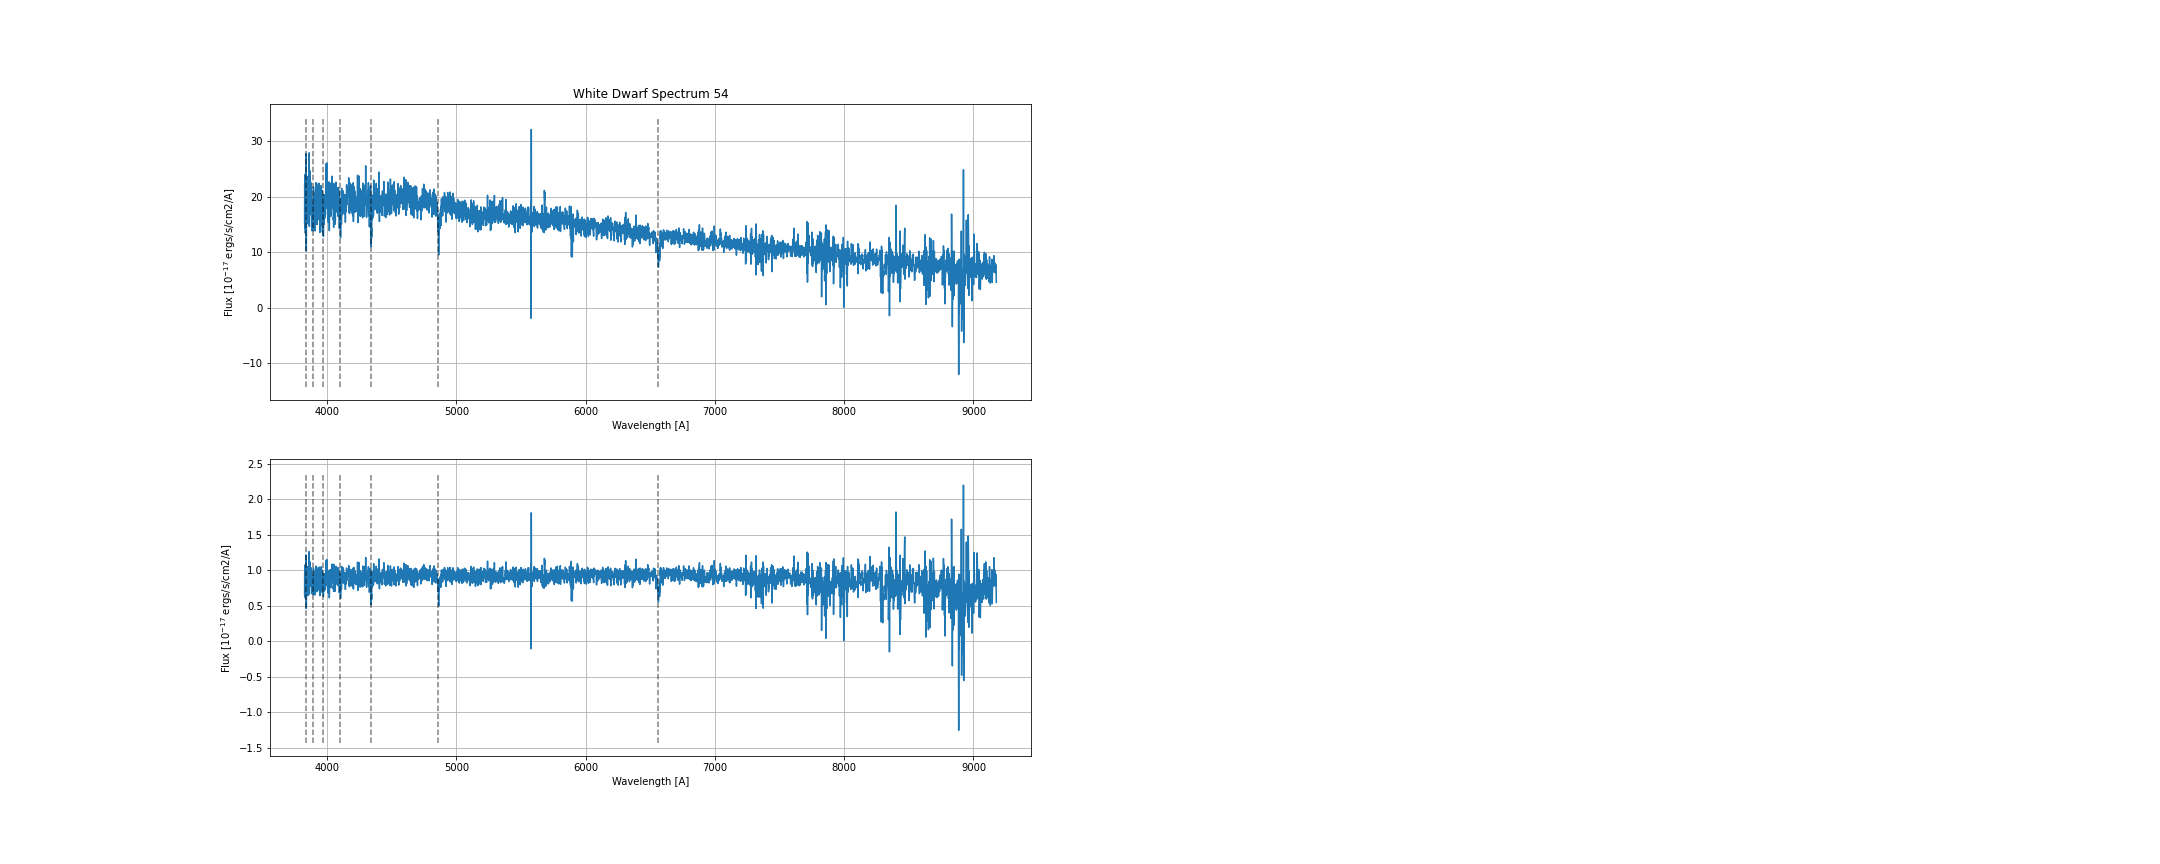 White Dwarf Spectrum 54
Flux [10⁻¹⁷ ergs/s/cm2/A]
30
20
10
0
−10
4000 5000 6000 7000 8000 9000
Wavelength [A]
Flux [10⁻¹⁷ ergs/s/cm2/A]
2.5
2.0
1.5
1.0
0.5
0.0
−0.5
−1.0
−1.5
4000 5000 6000 7000 8000 9000
Wavelength [A]